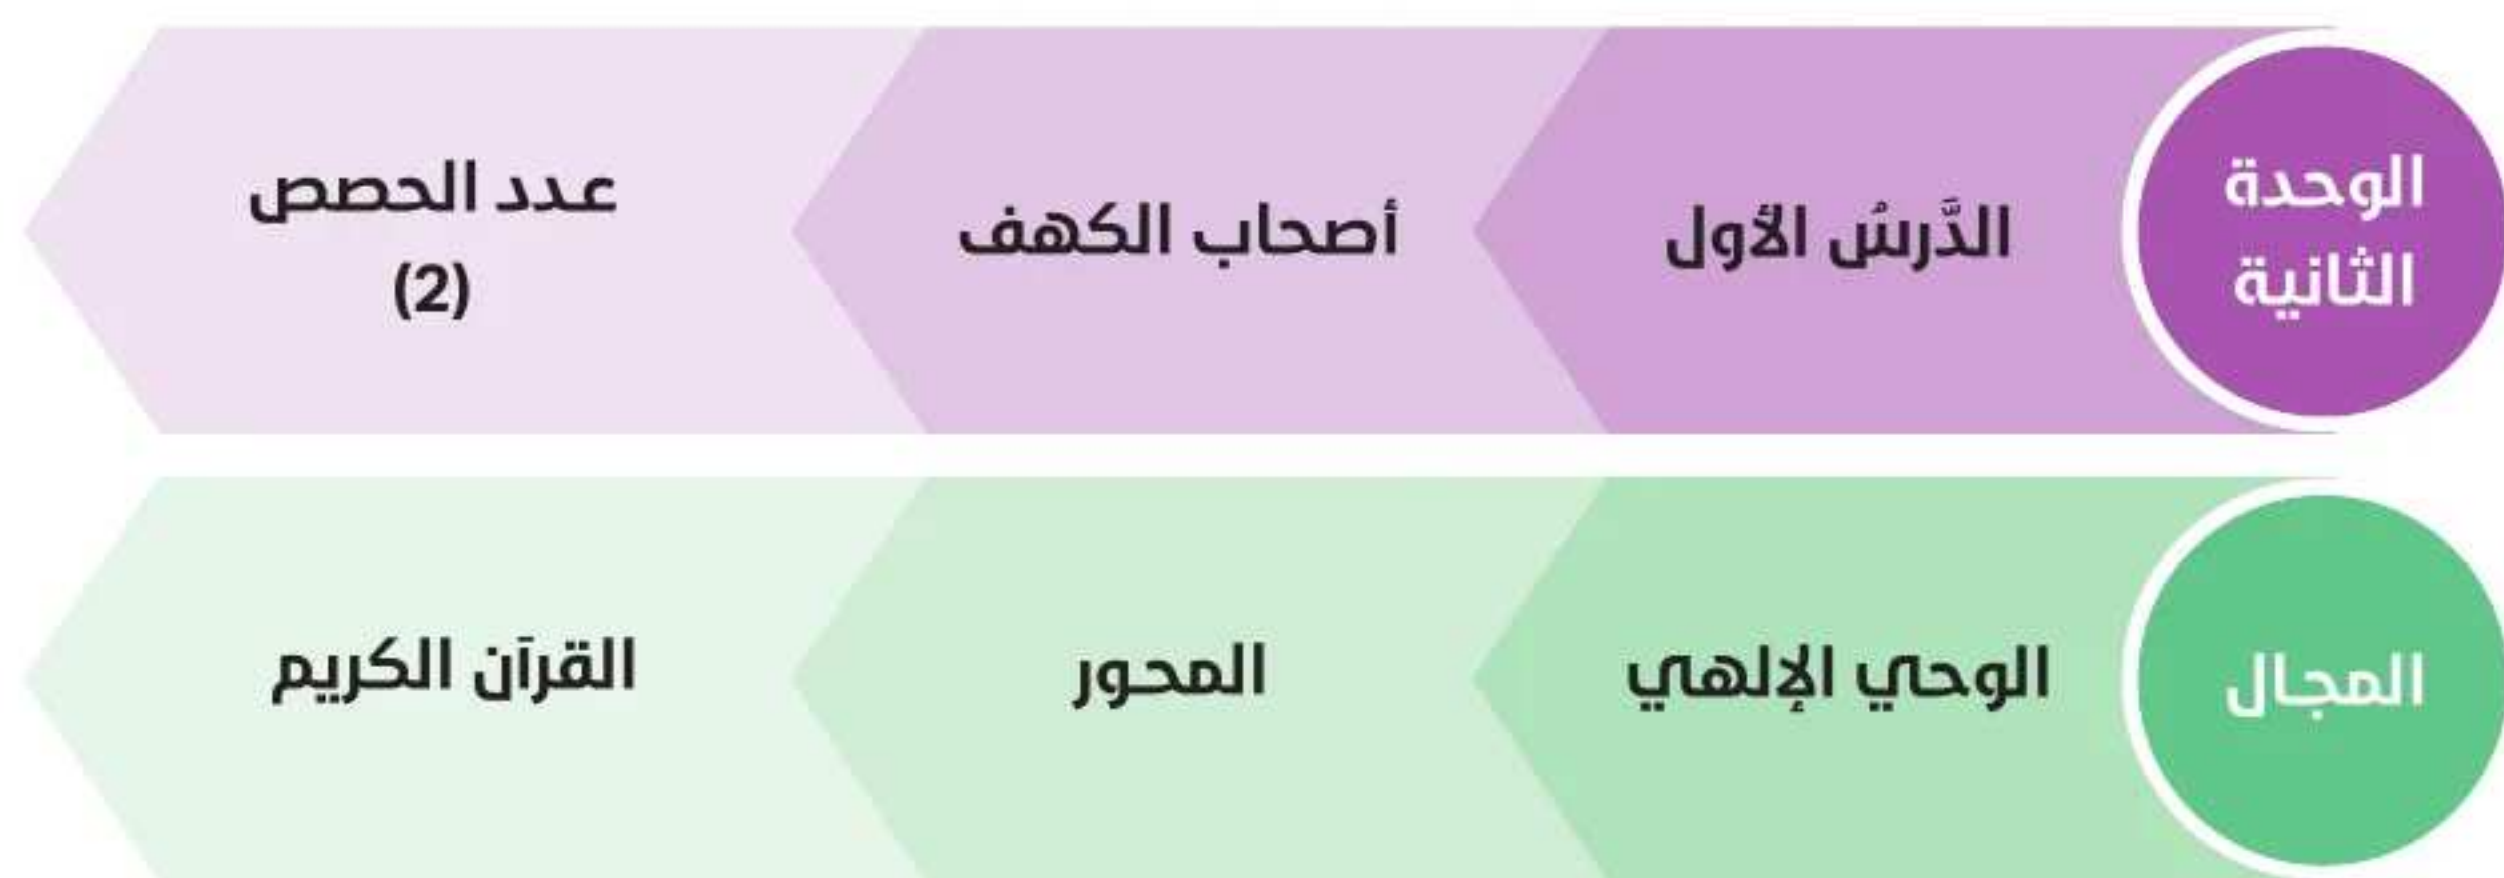 الوحدة
الثانية
الدَّرسُ الأول
أصحاب الكهف
عدد الحصص
(2)
المجال
الوحي الإلهي
المحور
القرآن الكريم